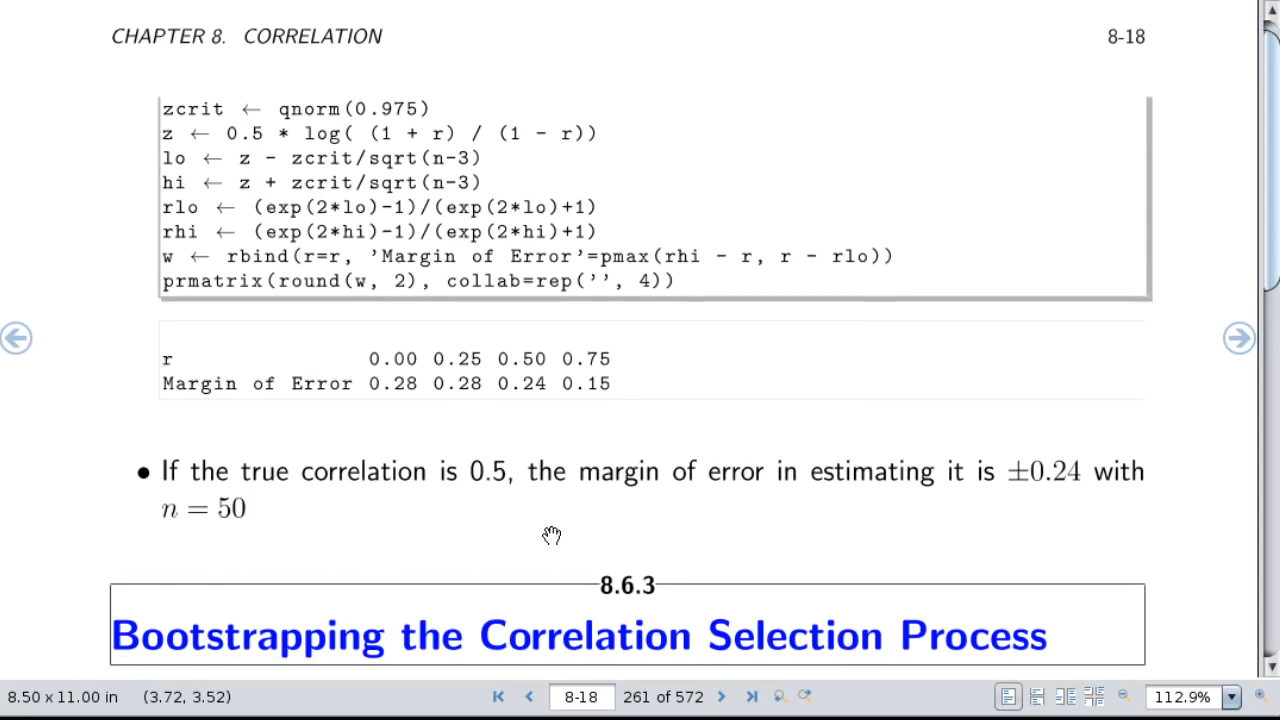 CHAPTER 8. CORRELATION 8-18
zcrit ← qnorm(0.975)
z ← 0.5 * log( (1 + r) / (1 - r))
lo ← z - zcrit/sqrt(n-3)
hi ← z + zcrit/sqrt(n-3)
rlo ← (exp(2*lo)-1)/(exp(2*lo)+1)
rhi ← (exp(2*hi)-1)/(exp(2*hi)+1)
w ← rbind(r=r, ’Margin of Error’=pmax(rhi - r, r - rlo))
prmatrix(round(w, 2), collab=rep(’’, 4))
r 0.00 0.25 0.50 0.75
Margin of Error 0.28 0.28 0.24 0.15
● If the true correlation is 0.5, the margin of error in estimating it is ±0.24 with
n = 50
8.6.3
Bootstrapping the Correlation Selection Process
8.50 x 11.00 in (3.72, 3.52) 8-18 261 of 572 112.9%